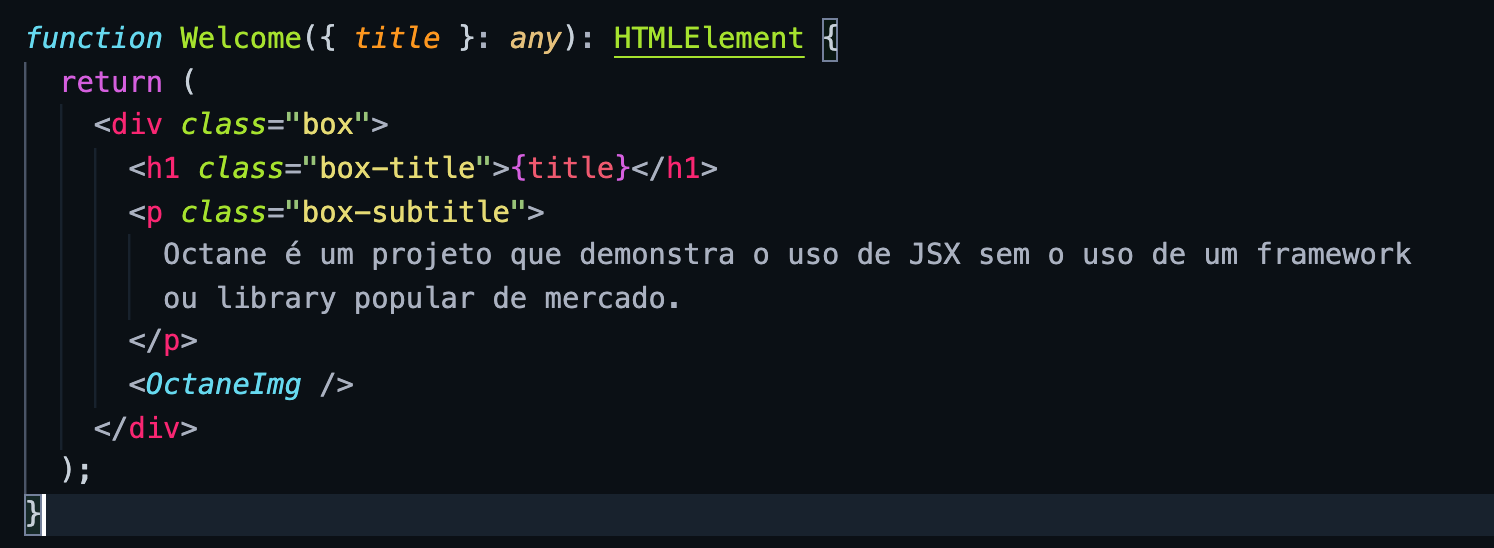 function Welcome({ title }: any): HTMLElement {
  return (
    <div class="box">
      <h1 class="box-title">{title}</h1>
      <p class="box-subtitle">
        Octane é um projeto que demonstra o uso de JSX sem o uso de um framework
        ou library popular de mercado.
      </p>
      <OctaneImg />
    </div>
  );
}